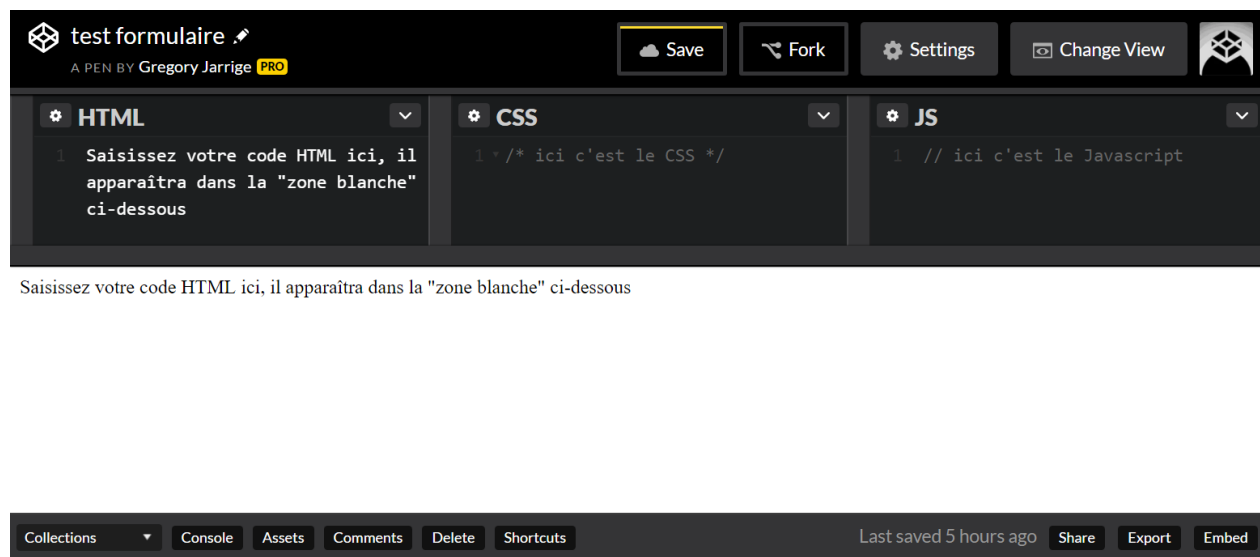 test formulaire
A PEN BY Gregory Jarrige PRO
Save
Fork
Settings
Change View
HTML
CSS
JS
1 Saisissez votre code HTML ici, il
apparaîtra dans la "zone blanche"
ci-dessous
1 /* ici c'est le CSS */
1 // ici c'est le Javascript
Saisissez votre code HTML ici, il apparaîtra dans la "zone blanche" ci-dessous
Collections
Console
Assets
Comments
Delete
Shortcuts
Last saved 5 hours ago
Share
Export
Embed